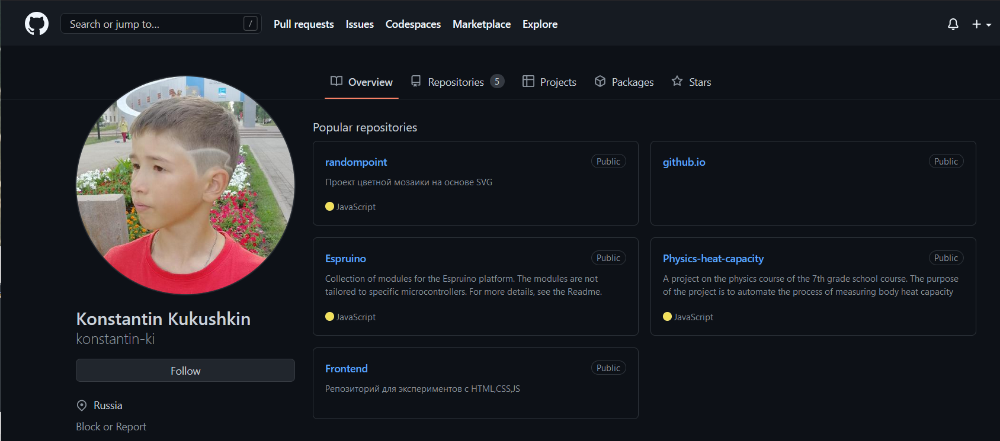 Search or jump to... /
Pull requests
Issues
Codespaces
Marketplace
Explore
Overview
Repositories 5
Projects
Packages
Stars
Konstantin Kukushkin
konstantin-ki
Follow
Russia
Block or Report
Popular repositories
randompoint Public
Проект цветной мозаики на основе SVG
JavaScript
github.io Public
Espruino Public
Collection of modules for the Espruino platform. The modules are not
tailored to specific microcontrollers. For more details, see the Readme.
JavaScript
Physics-heat-capacity Public
A project on the physics course of the 7th grade school course. The purpose
of the project is to automate the process of measuring body heat capacity
JavaScript
Frontend Public
Репозиторий для экспериментов с HTML,CSS,JS